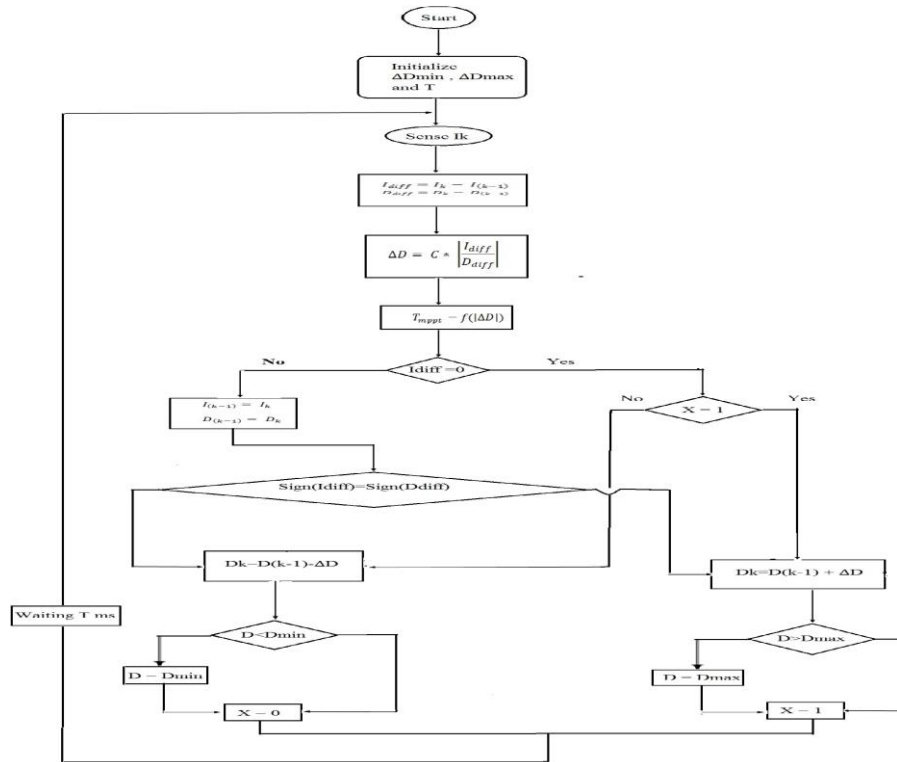 Start
Initialize
ΔDmin , ΔDmax
and T
Sense Ik
I_diff = I_k − I_(k−1)
D_diff = D_k − D_(k−1)
ΔD = C * |I_diff / D_diff|
T_mppt − f(|ΔD|)
No
Idiff =0
Yes
I_(k−1) = I_k
D_(k−1) − D_k
No
X − 1
Yes
Sign(Idiff)=Sign(Ddiff)
Dk−D(k-1)-ΔD
Dk=D(k-1) + ΔD
Waiting T ms
D<Dmin
D>Dmax
D − Dmin
D − Dmax
X − 0
X − 1